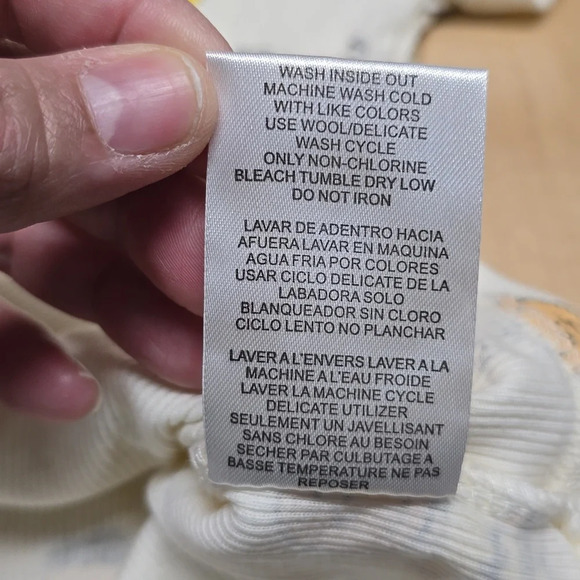 WASH INSIDE OUT
MACHINE WASH COLD
WITH LIKE COLORS
USE WOOL/DELICATE
WASH CYCLE
ONLY NON-CHLORINE
BLEACH TUMBLE DRY LOW
DO NOT IRON
LAVAR DE ADENTRO HACIA
AFUERA LAVAR EN MAQUINA
AGUA FRIA POR COLORES
USAR CICLO DELICATE DE LA
LABADORA SOLO
BLANQUEADOR SIN CLORO
CICLO LENTO NO PLANCHAR
LAVER A L'ENVERS LAVER A LA
MACHINE A L'EAU FROIDE
LAVER LA MACHINE CYCLE
DELICATE UTILIZER
SEULEMENT UN JAVELLISANT
SANS CHLORE AU BESOIN
SECHER PAR CULBUTAGE A
BASSE TEMPERATURE NE PAS
REPOSER